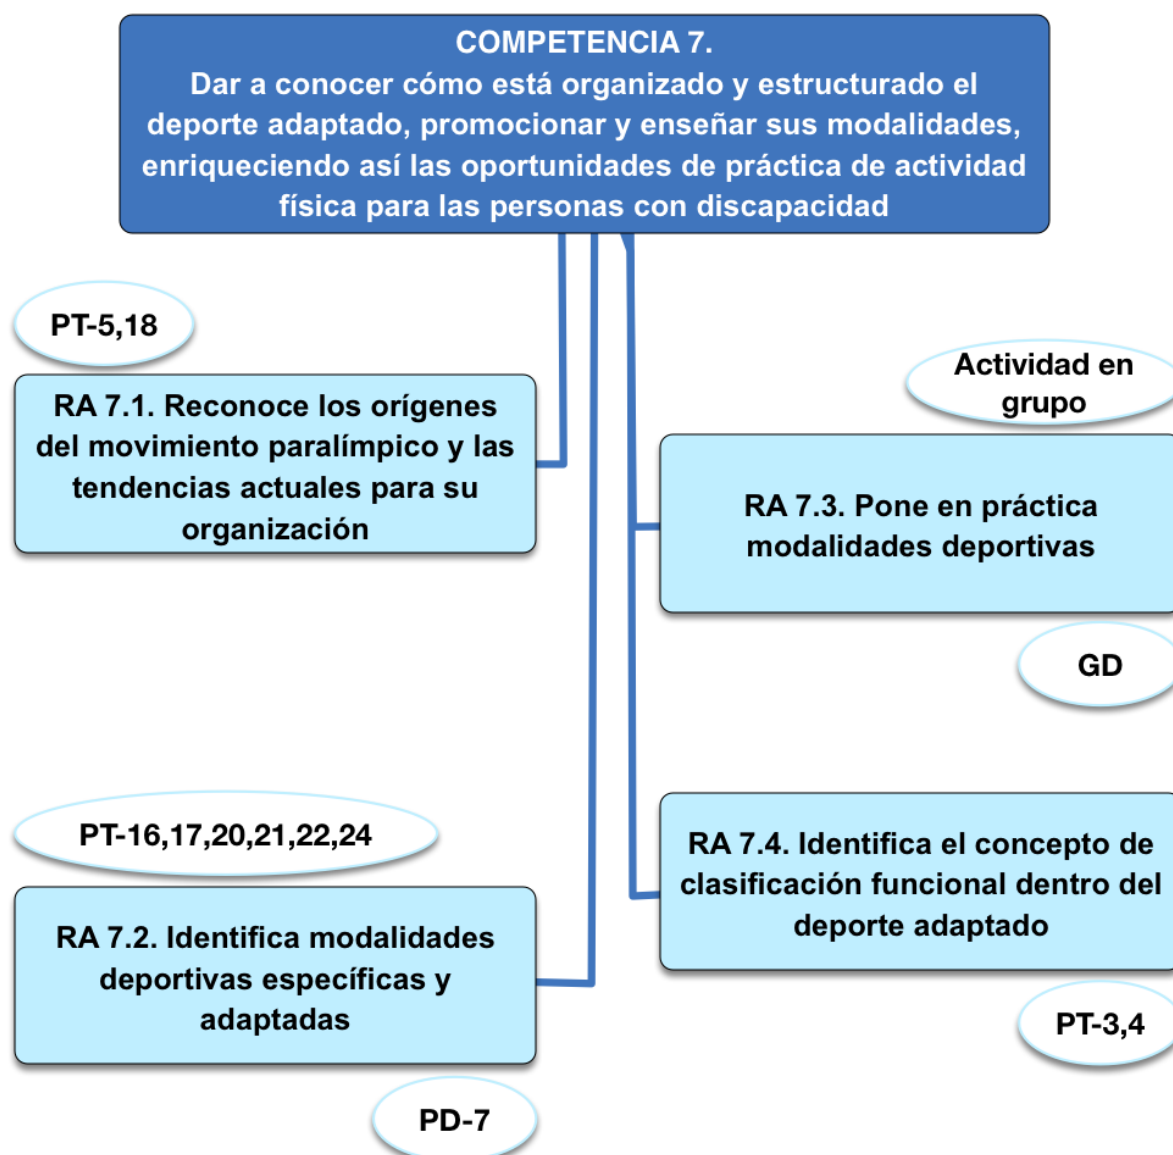 COMPETENCIA 7.
Dar a conocer cómo está organizado y estructurado el
deporte adaptado, promocionar y enseñar sus modalidades,
enriqueciendo así las oportunidades de práctica de actividad
física para las personas con discapacidad
PT-5,18
RA 7.1. Reconoce los orígenes
del movimiento paralímpico y las
tendencias actuales para su
organización
Actividad en
grupo
RA 7.3. Pone en práctica
modalidades deportivas
GD
PT-16,17,20,21,22,24
RA 7.2. Identifica modalidades
deportivas específicas y
adaptadas
PD-7
RA 7.4. Identifica el concepto de
clasificación funcional dentro del
deporte adaptado
PT-3,4